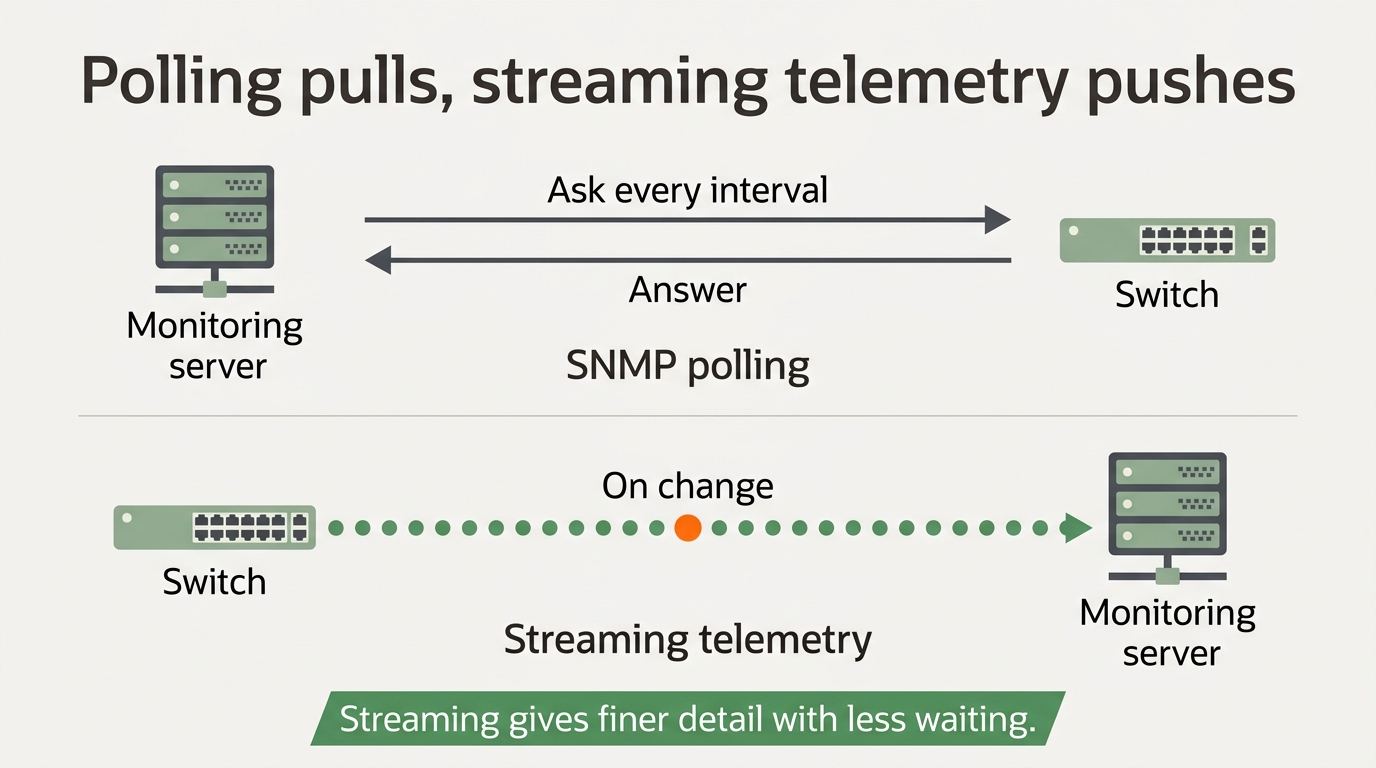 Polling pulls, streaming telemetry pushes
Ask every interval
Answer
Monitoring
server
Switch
SNMP polling
On change
Switch
Monitoring
server
Streaming telemetry
Streaming gives finer detail with less waiting.